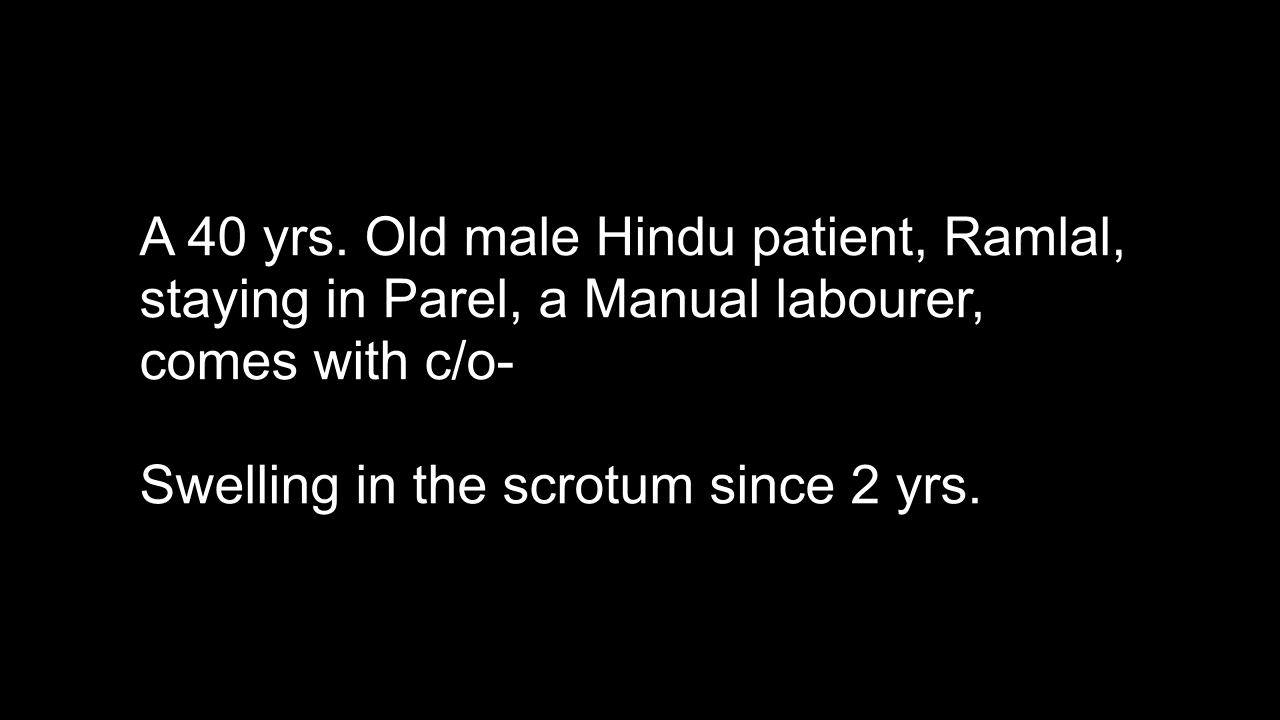 A 40 yrs. Old male Hindu patient, Ramlal,
staying in Parel, a Manual labourer,
comes with c/o-
Swelling in the scrotum since 2 yrs.